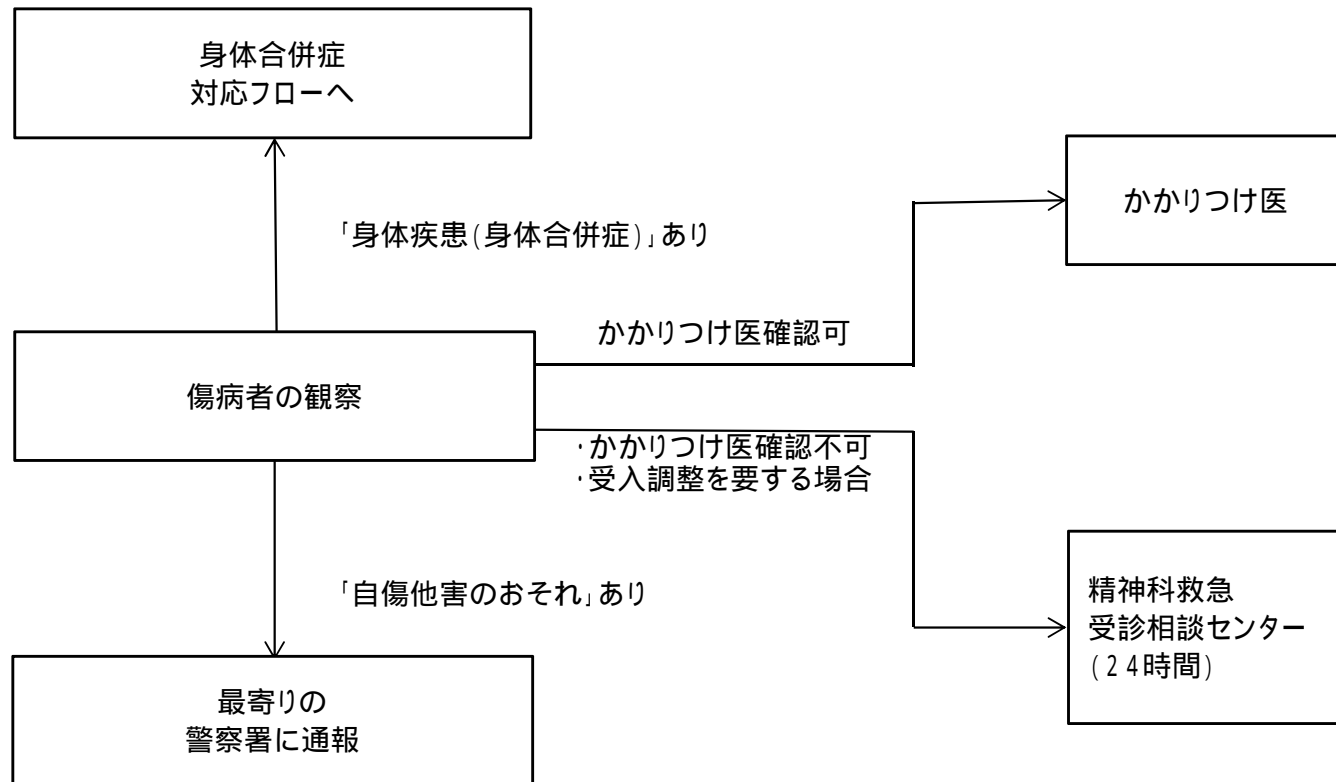 身体合併症
対応フローへ
「身体疾患(身体合併症)」あり
かかりつけ医
かかりつけ医確認可
傷病者の観察
・かかりつけ医確認不可
・受入調整を要する場合
「自傷他害のおそれ」あり
精神科救急
受診相談センター
(24時間)
最寄りの
警察署に通報